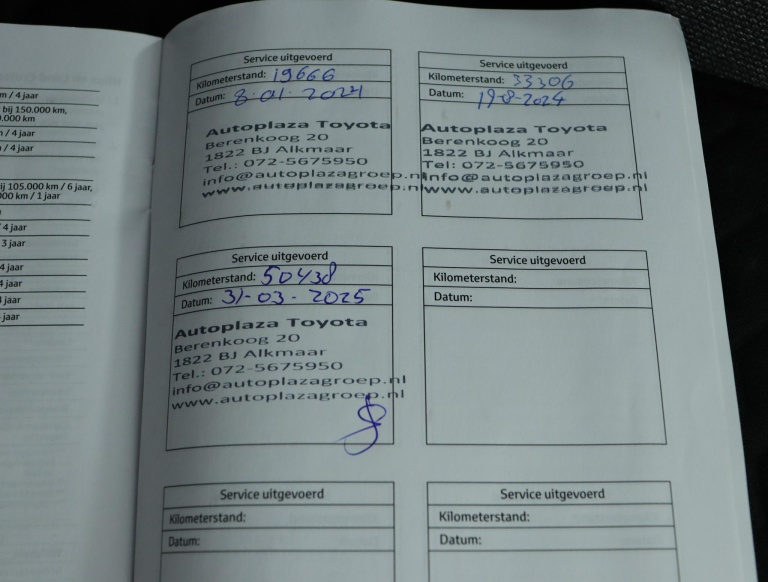 m / 4 jaar
bij 150.000 km,
0.000 km
m / 4 jaar
m / 4 jaar
ij 105.000 km / 6 jaar,
000 km / 1 jaar
/ 4 jaar
3 jaar
4 jaar
4 jaar
4 jaar
4 jaar
jaar
Service uitgevoerd
Kilometerstand: 19666
Datum: 8-01-2024
Autoplaza Toyota
Berenkoog 20
1822 BJ Alkmaar
Tel.: 072-5675950
info@autoplazagroep.nl
www.autoplazagroep.nl
Service uitgevoerd
Kilometerstand: 33306
Datum: 19-8-2024
Autoplaza Toyota
Berenkoog 20
1822 BJ Alkmaar
Tel.: 072-5675950
info@autoplazagroep.nl
www.autoplazagroep.nl
Service uitgevoerd
Kilometerstand: 50438
Datum: 31-03-2025
Autoplaza Toyota
Berenkoog 20
1822 BJ Alkmaar
Tel.: 072-5675950
info@autoplazagroep.nl
www.autoplazagroep.nl
Service uitgevoerd
Kilometerstand:
Datum:
Service uitgevoerd
Kilometerstand:
Datum:
Service uitgevoerd
Kilometerstand:
Datum: